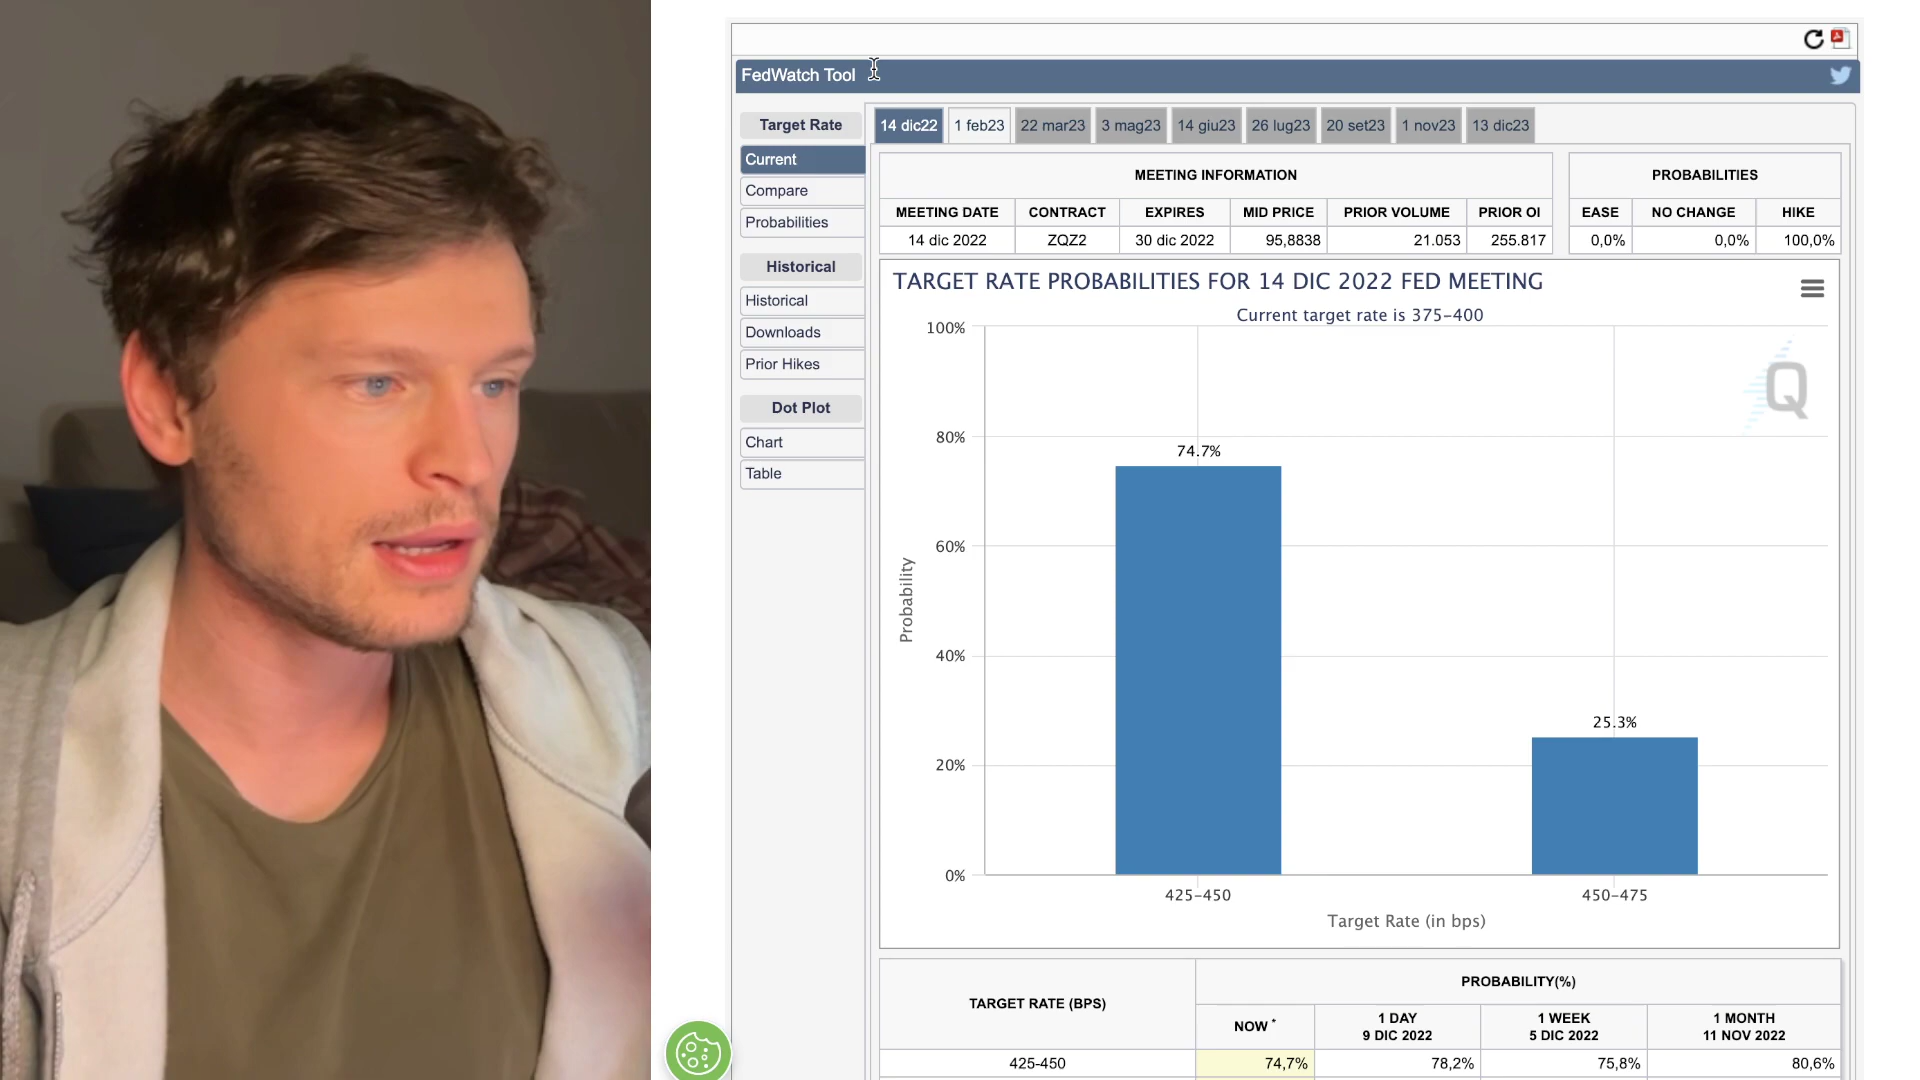 FedWatch Tool
Target Rate
Current
Compare
Probabilities
Historical
Historical
Downloads
Prior Hikes
Dot Plot
Chart
Table
14 dic22 1 feb23 22 mar23 3 mag23 14 giu23 26 lug23 20 set23 1 nov23 13 dic23
MEETING INFORMATION
MEETING DATE CONTRACT EXPIRES MID PRICE PRIOR VOLUME PRIOR OI
14 dic 2022 ZQZ2 30 dic 2022 95,8838 21.053 255.817
PROBABILITIES
EASE NO CHANGE HIKE
0,0% 0,0% 100,0%
TARGET RATE PROBABILITIES FOR 14 DIC 2022 FED MEETING
Current target rate is 375-400
100%
80%
60%
40%
20%
0%
Probability
74.7%
25.3%
425-450 450-475
Target Rate (in bps)
Q
TARGET RATE (BPS) PROBABILITY(%)
NOW * 1 DAY 1 WEEK 1 MONTH
9 DIC 2022 5 DIC 2022 11 NOV 2022
425-450 74,7% 78,2% 75,8% 80,6%